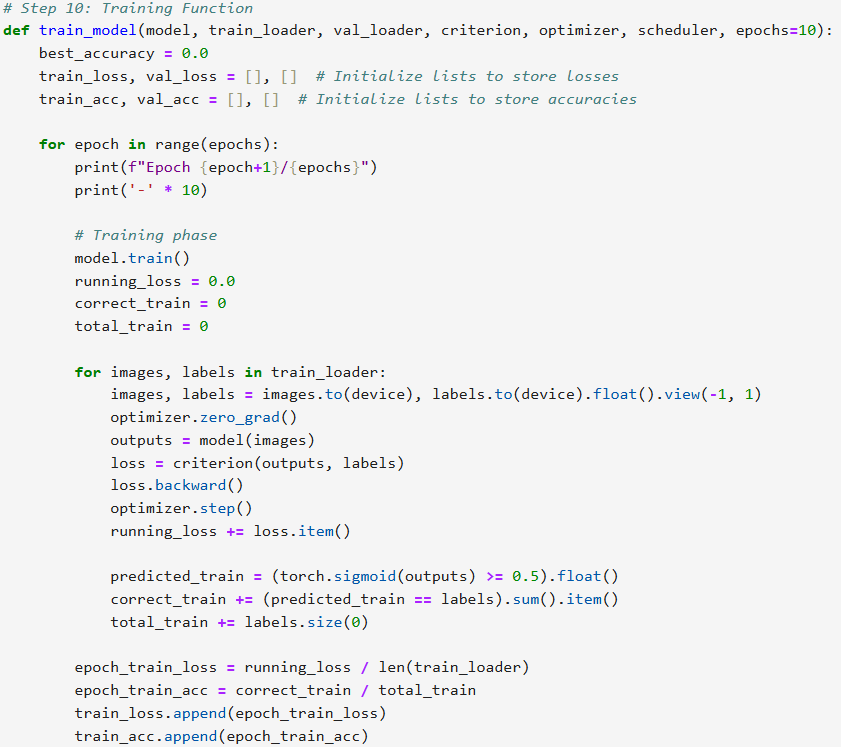 # Step 10: Training Function
def train_model(model, train_loader, val_loader, criterion, optimizer, scheduler, epochs=10):
    best_accuracy = 0.0
    train_loss, val_loss = [], []  # Initialize lists to store losses
    train_acc, val_acc = [], []  # Initialize lists to store accuracies

    for epoch in range(epochs):
        print(f"Epoch {epoch+1}/{epochs}")
        print('-' * 10)

        # Training phase
        model.train()
        running_loss = 0.0
        correct_train = 0
        total_train = 0

        for images, labels in train_loader:
            images, labels = images.to(device), labels.to(device).float().view(-1, 1)
            optimizer.zero_grad()
            outputs = model(images)
            loss = criterion(outputs, labels)
            loss.backward()
            optimizer.step()
            running_loss += loss.item()

            predicted_train = (torch.sigmoid(outputs) >= 0.5).float()
            correct_train += (predicted_train == labels).sum().item()
            total_train += labels.size(0)

        epoch_train_loss = running_loss / len(train_loader)
        epoch_train_acc = correct_train / total_train
        train_loss.append(epoch_train_loss)
        train_acc.append(epoch_train_acc)